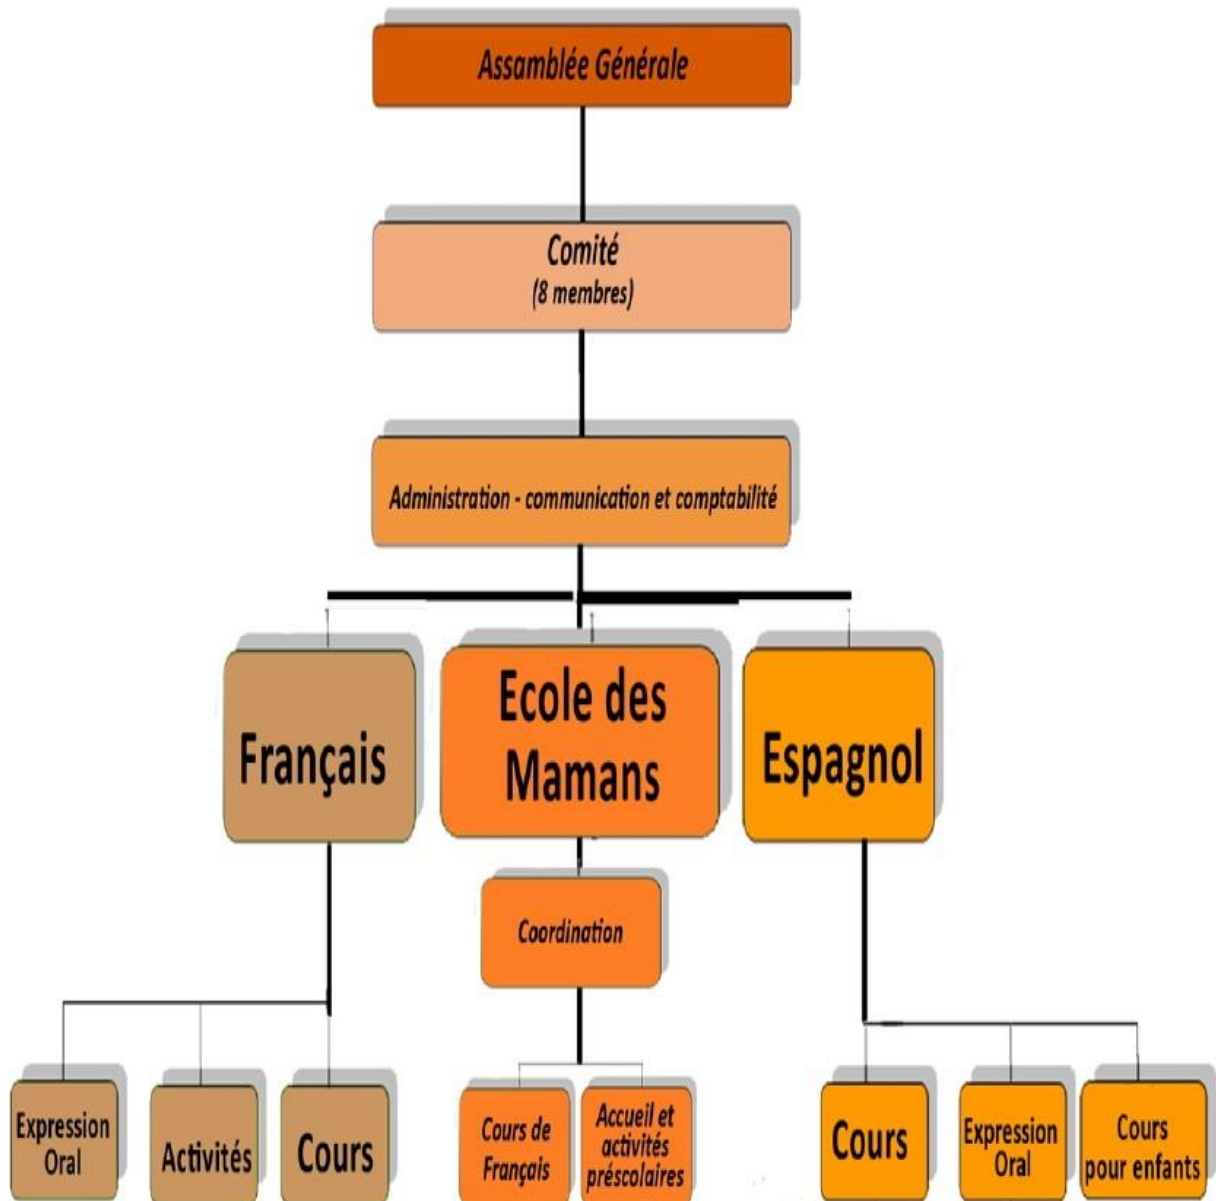 Assamblée Générale
Comité
(8 membres)
Administration - communication et comptabilité
Français
Ecole des
Mamans
Espagnol
Coordination
Expression
Oral
Activités
Cours
Cours de
Français
Accueil et
activités
préscolaires
Cours
Expression
Oral
Cours
pour enfants